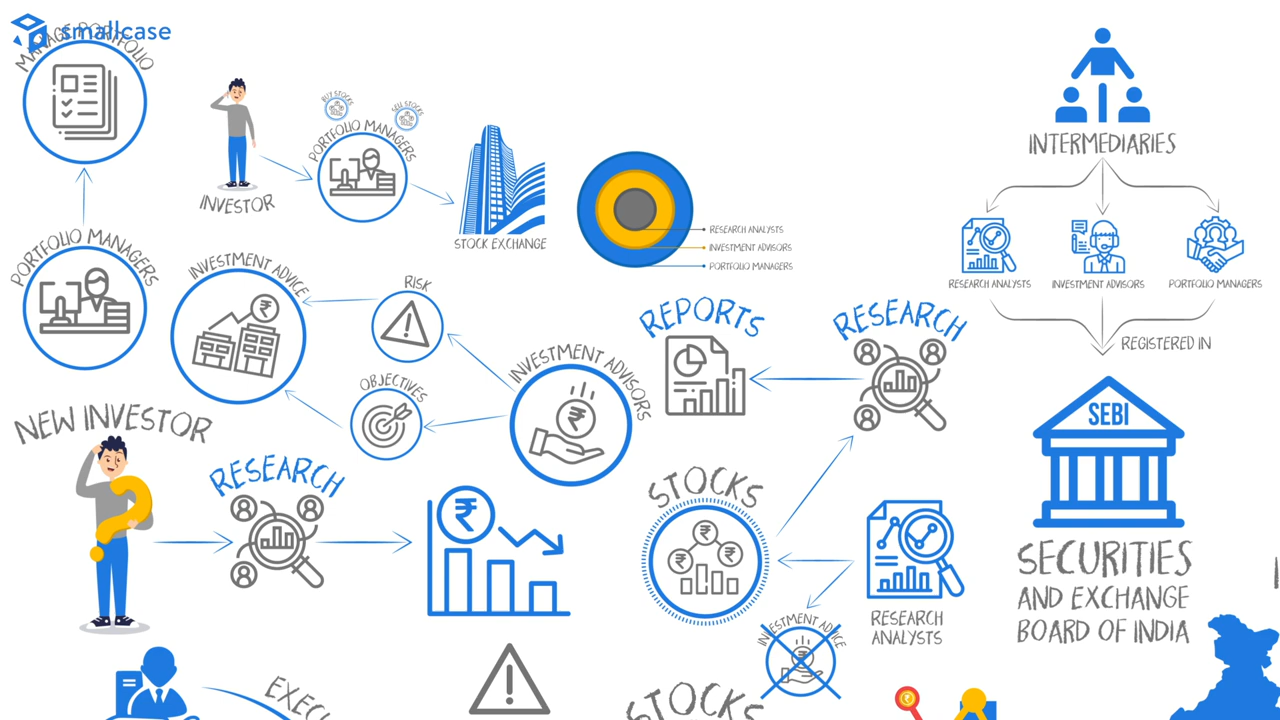 smallcase
MANAGE PORTFOLIO
PORTFOLIO MANAGERS
INVESTOR
BUY STOCKS
SELL STOCKS
PORTFOLIO MANAGERS
STOCK EXCHANGE
RESEARCH ANALYSTS
INVESTMENT ADVISORS
PORTFOLIO MANAGERS
INTERMEDIARIES
RESEARCH ANALYSTS
INVESTMENT ADVISORS
PORTFOLIO MANAGERS
REGISTERED IN
SEBI
SECURITIES
AND EXCHANGE
BOARD OF INDIA
INVESTMENT ADVICE
₹
RISK
OBJECTIVES
INVESTMENT ADVISORS
₹
REPORTS
RESEARCH
NEW INVESTOR
RESEARCH
₹
STOCKS
₹
₹
₹
RESEARCH
ANALYSTS
INVESTMENT ADVICE
STOCKS